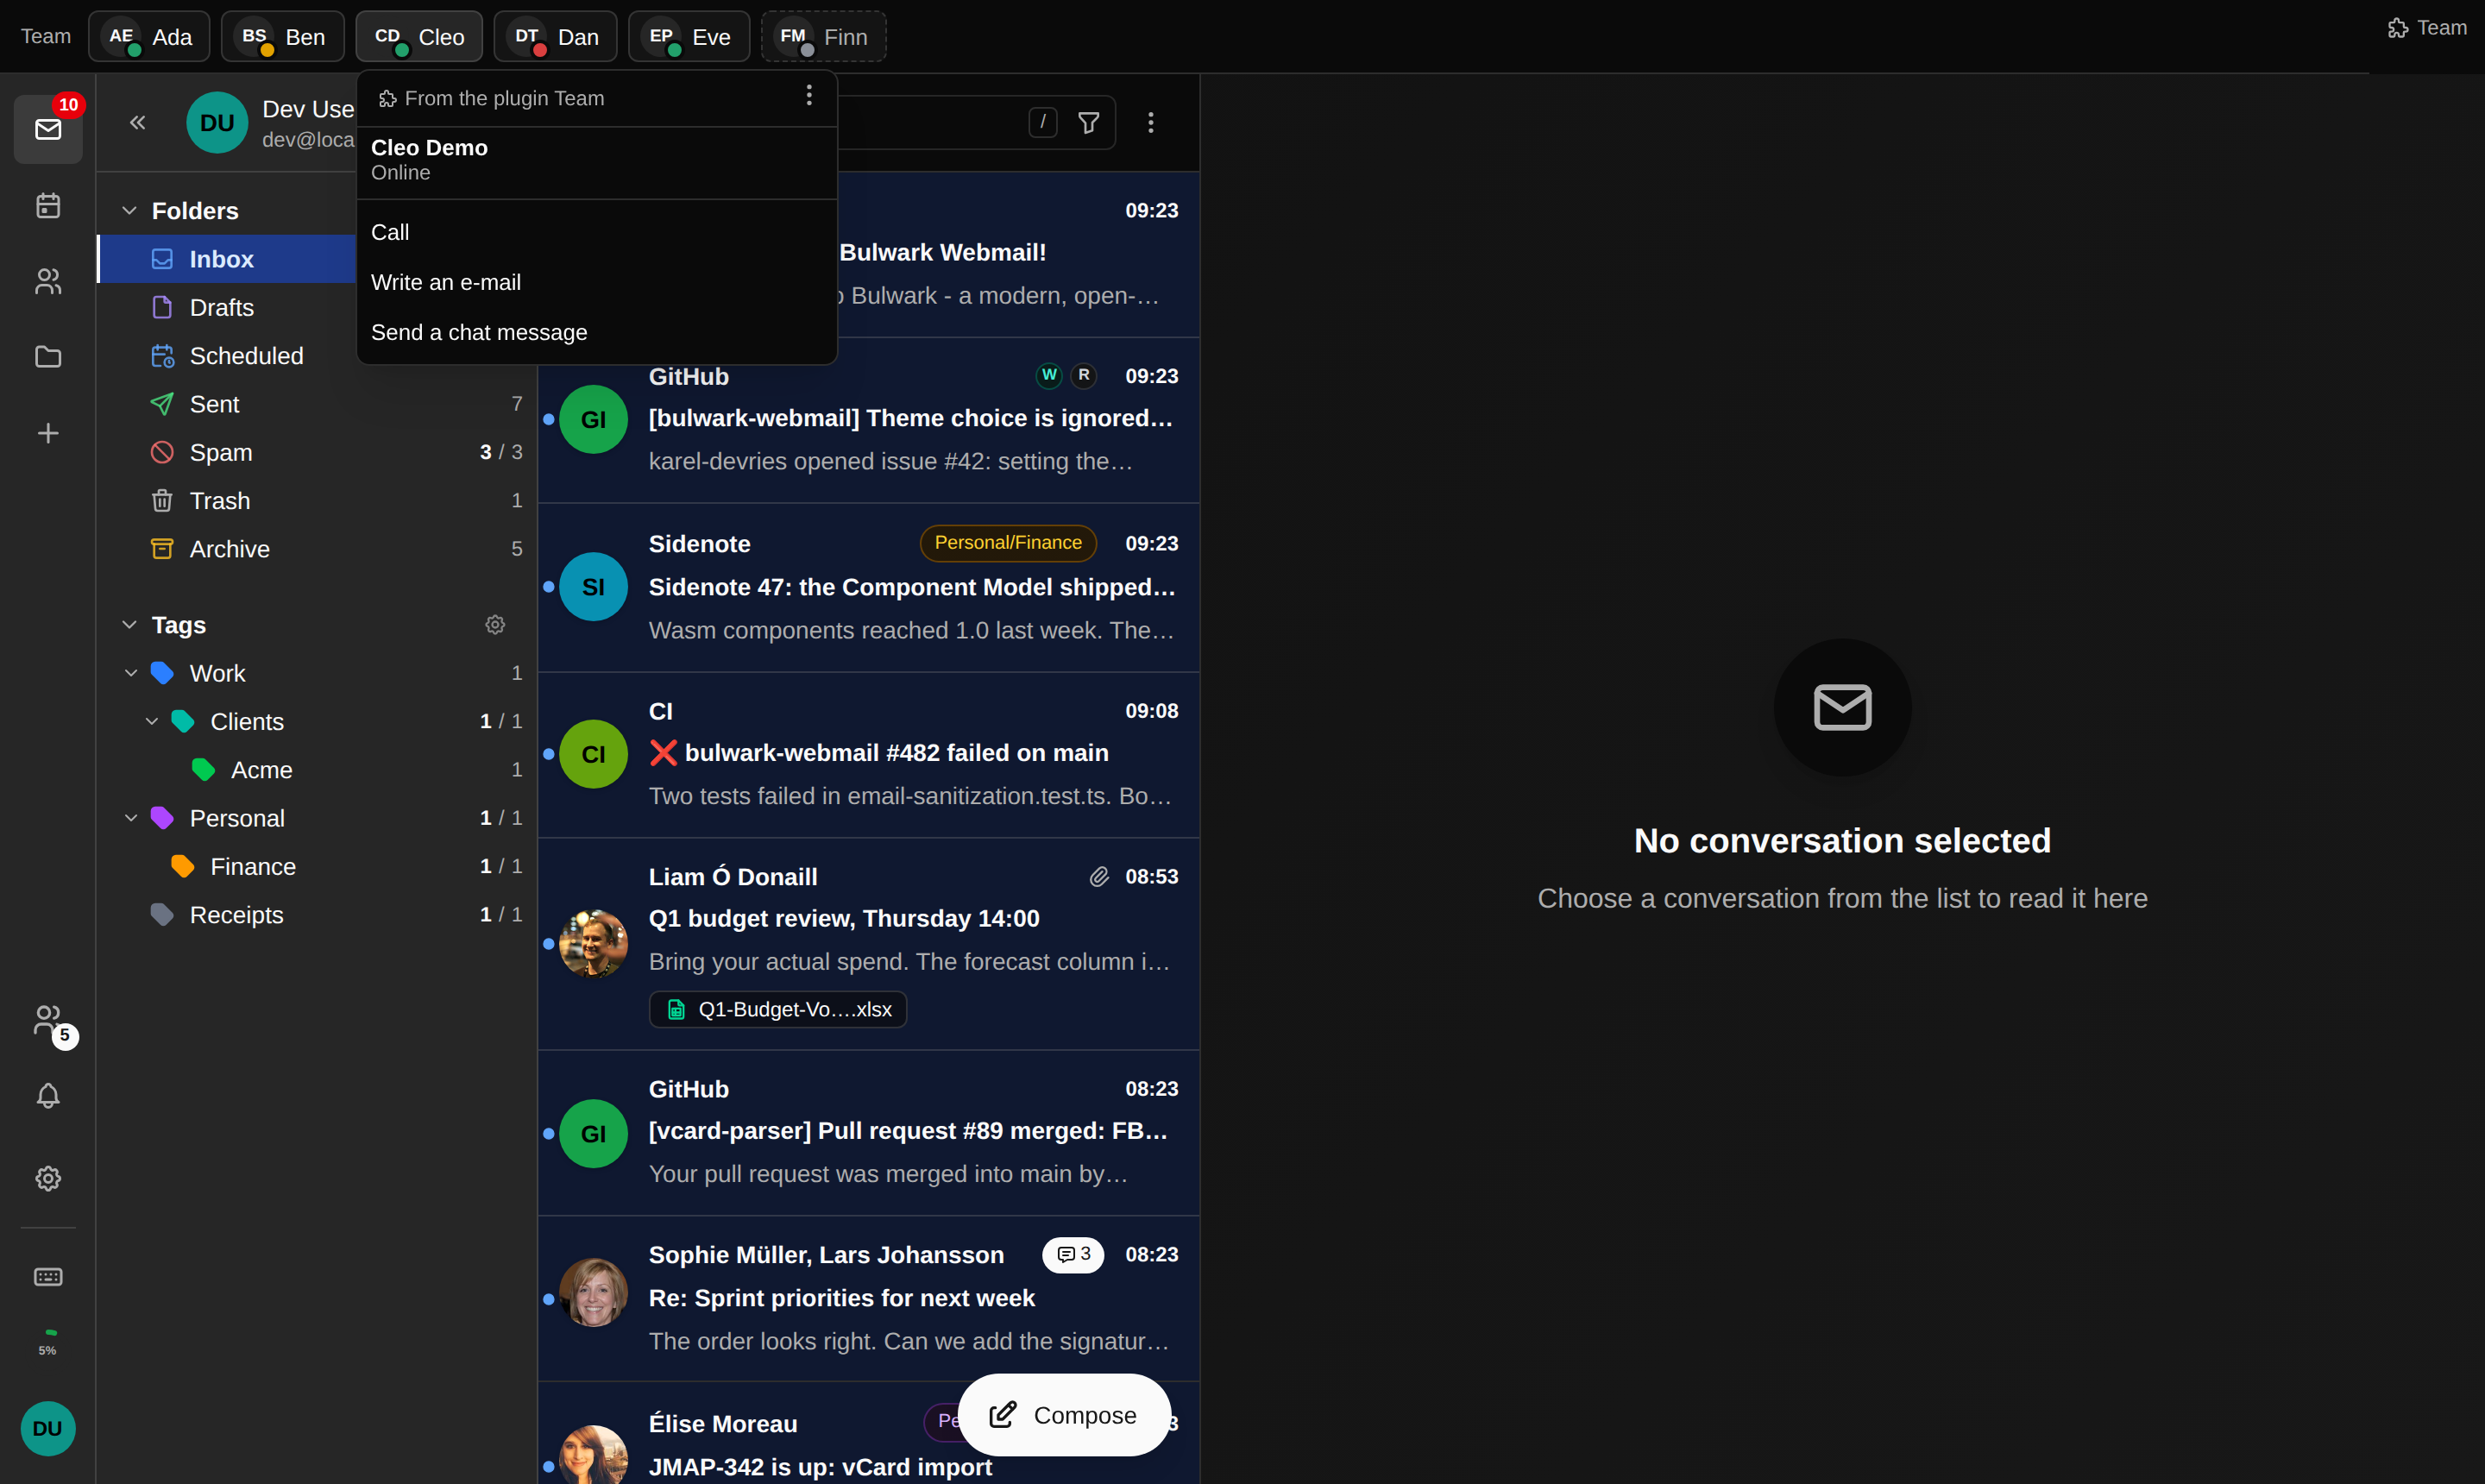 Team
AE Ada
BS Ben
CD Cleo
DT Dan
EP Eve
FM Finn
Team
10
DU
Dev Use
dev@loca
From the plugin Team
Cleo Demo
Online
Call
Write an e-mail
Send a chat message
/
Folders
Inbox
Drafts
Scheduled
Sent 7
Spam 3 / 3
Trash 1
Archive 5
Tags
Work 1
Clients 1 / 1
Acme 1
Personal 1 / 1
Finance 1 / 1
Receipts 1 / 1
5
5%
DU
09:23
Bulwark Webmail!
Bulwark - a modern, open-…
GI
GitHub W R 09:23
[bulwark-webmail] Theme choice is ignored…
karel-devries opened issue #42: setting the…
SI
Sidenote Personal/Finance 09:23
Sidenote 47: the Component Model shipped…
Wasm components reached 1.0 last week. The…
CI
CI 09:08
❌ bulwark-webmail #482 failed on main
Two tests failed in email-sanitization.test.ts. Bo…
Liam Ó Donaill 08:53
Q1 budget review, Thursday 14:00
Bring your actual spend. The forecast column i…
Q1-Budget-Vo….xlsx
GI
GitHub 08:23
[vcard-parser] Pull request #89 merged: FB…
Your pull request was merged into main by…
Sophie Müller, Lars Johansson 3 08:23
Re: Sprint priorities for next week
The order looks right. Can we add the signatur…
Élise Moreau Pe 3
JMAP-342 is up: vCard import
Compose
No conversation selected
Choose a conversation from the list to read it here